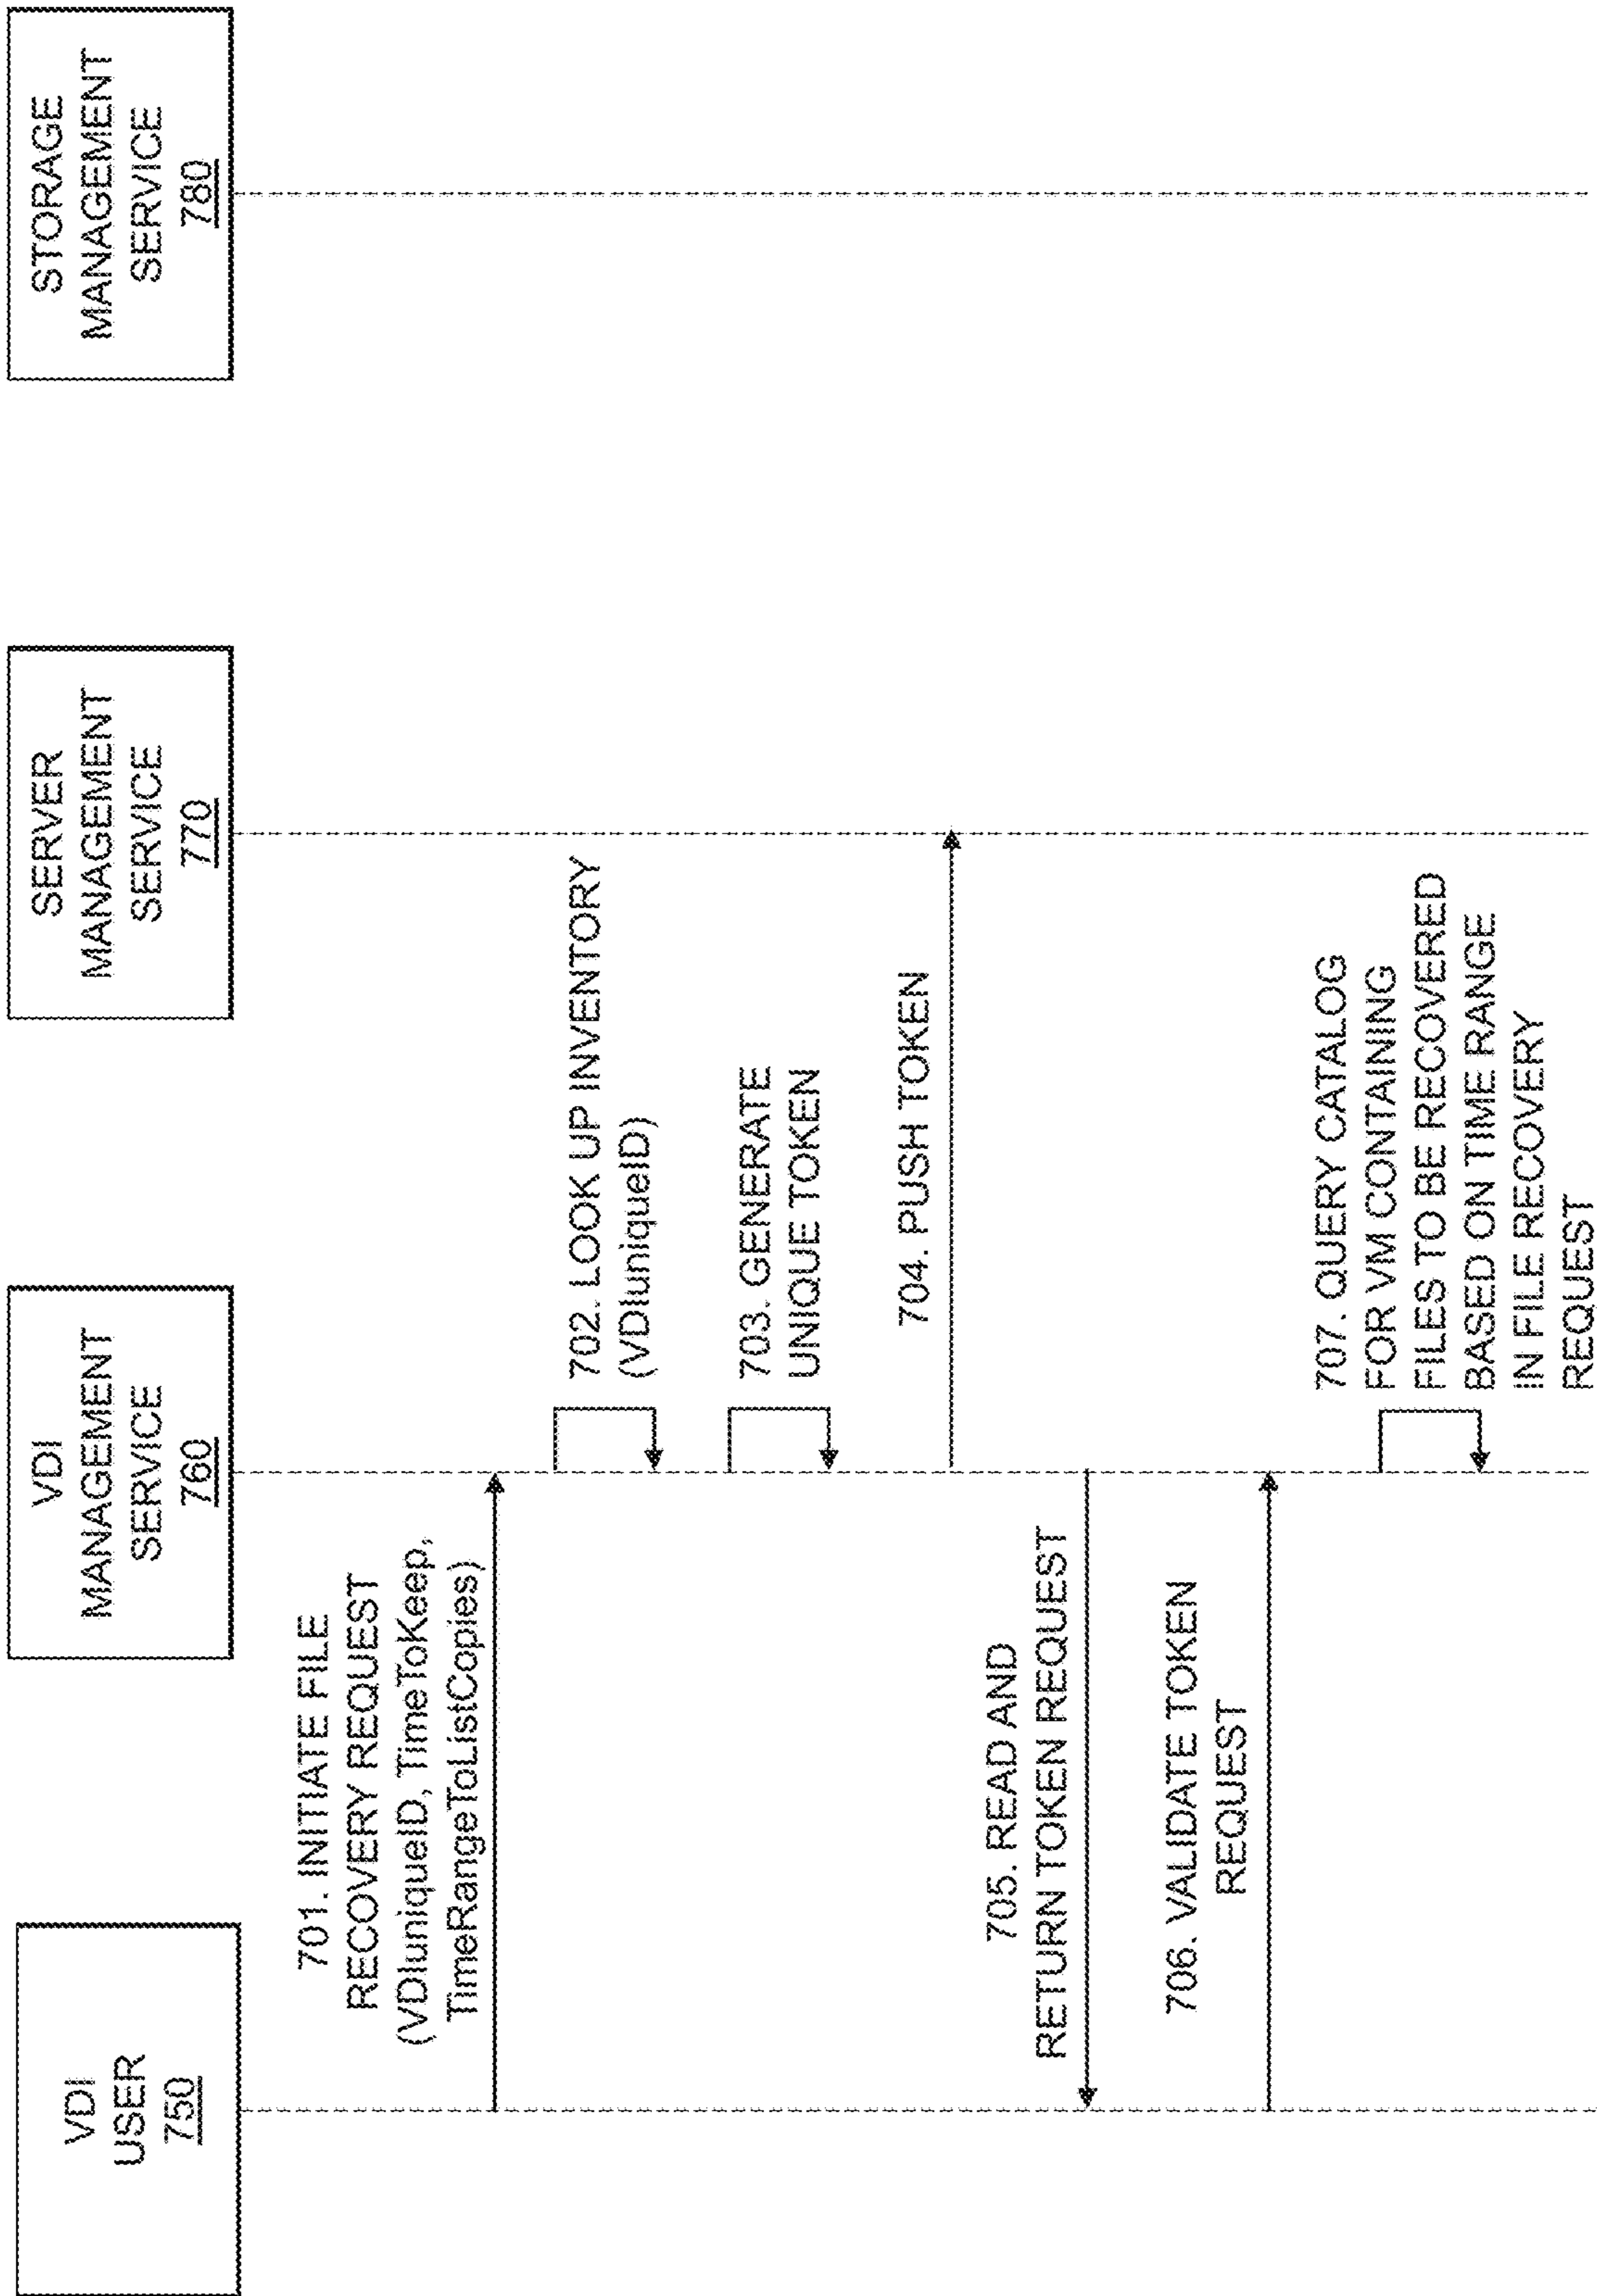 VDI
USER
750
VDI
MANAGEMENT
SERVICE
760
SERVER
MANAGEMENT
SERVICE
770
STORAGE
MANAGEMENT
SERVICE
780
701. INITIATE FILE
RECOVERY REQUEST
(VDIuniqueID, TimeToKeep,
TimeRangeToListCopies)
702. LOOK UP INVENTORY
(VDIuniqueID)
703. GENERATE
UNIQUE TOKEN
704. PUSH TOKEN
705. READ AND
RETURN TOKEN REQUEST
706. VALIDATE TOKEN
REQUEST
707. QUERY CATALOG
FOR VM CONTAINING
FILES TO BE RECOVERED
BASED ON TIME RANGE
IN FILE RECOVERY
REQUEST